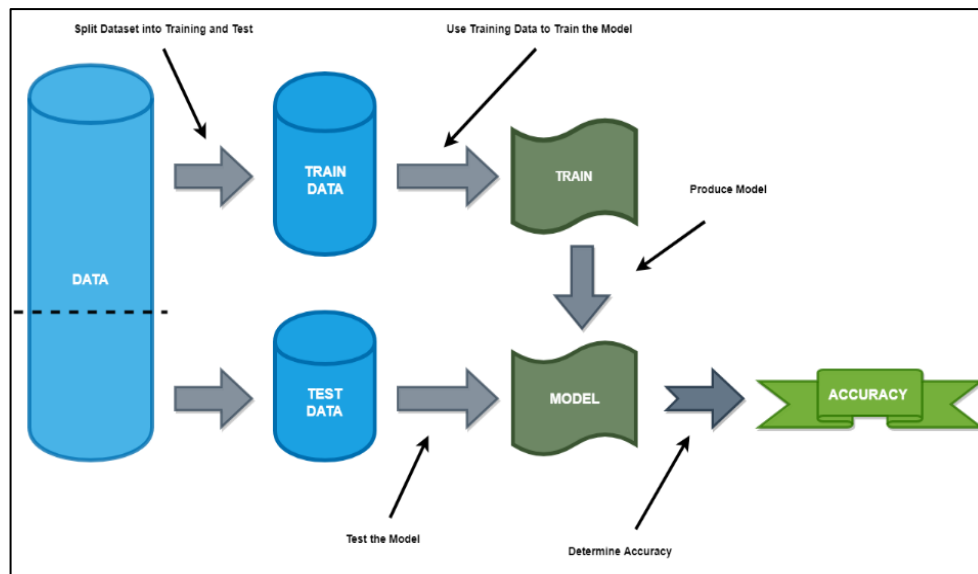 Split Dataset into Training and Test
Use Training Data to Train the Model
TRAIN
DATA
TRAIN
Produce Model
DATA
TEST
DATA
MODEL
ACCURACY
Test the Model
Determine Accuracy